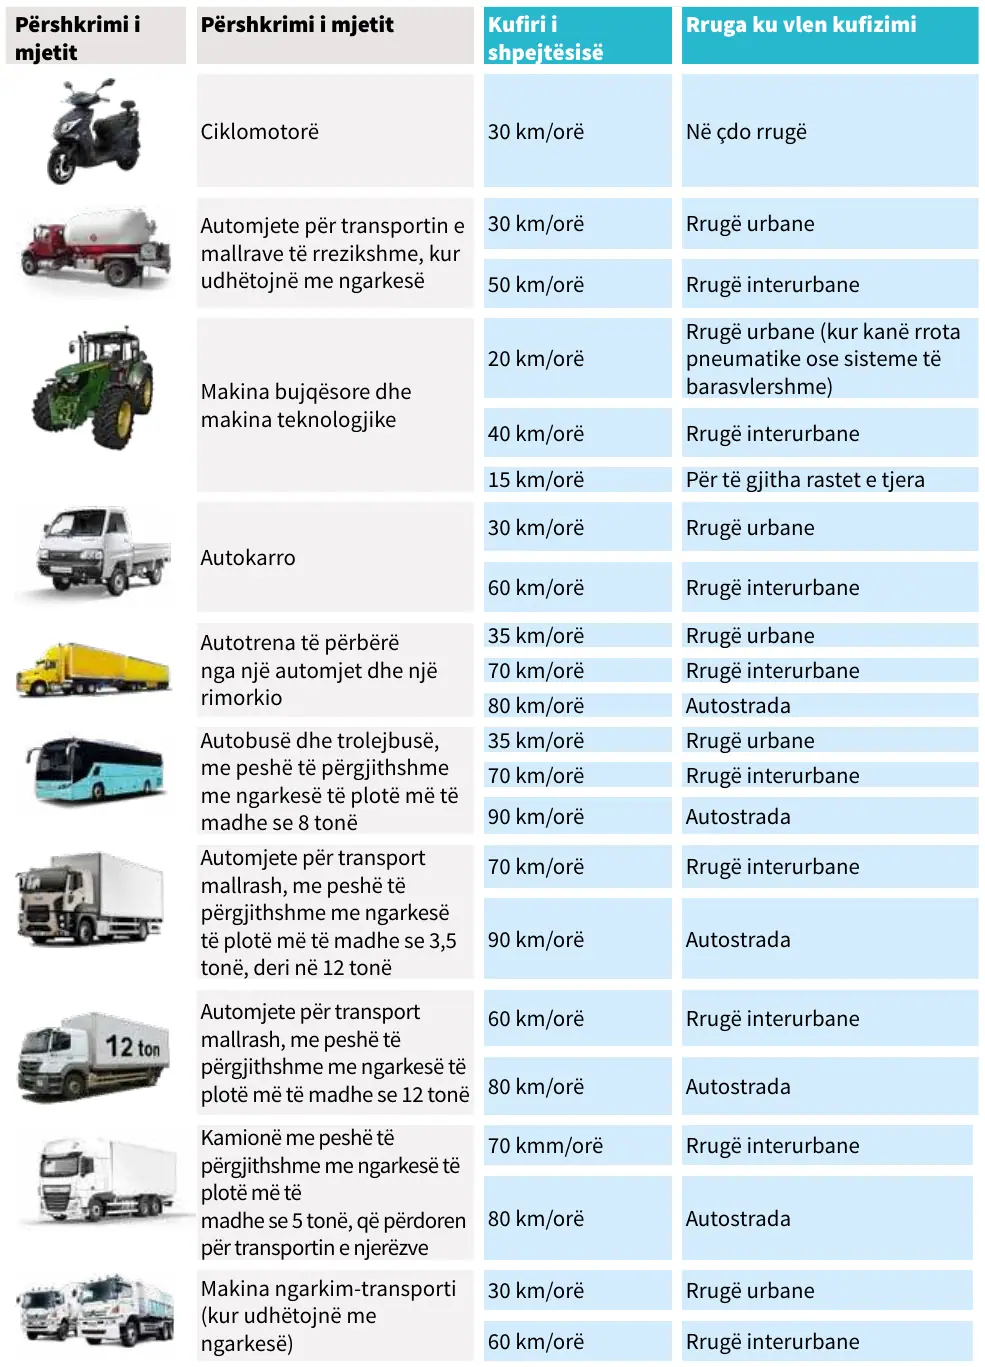 Përshkrimi i
mjetit
Përshkrimi i mjetit
Kufiri i
shpejtësisë
Rruga ku vlen kufizimi
Ciklomotorë
30 km/orë
Në çdo rrugë
Automjete për transportin e
mallrave të rrezikshme, kur
udhëtojnë me ngarkesë
30 km/orë
Rrugë urbane
50 km/orë
Rrugë interurbane
Makina bujqësore dhe
makina teknologjike
20 km/orë
Rrugë urbane (kur kanë rrota
pneumatike ose sisteme të
barasvlershme)
40 km/orë
Rrugë interurbane
15 km/orë
Për të gjitha rastet e tjera
Autokarro
30 km/orë
Rrugë urbane
60 km/orë
Rrugë interurbane
Autotrena të përbërë
nga një automjet dhe një
rimorkio
35 km/orë
Rrugë urbane
70 km/orë
Rrugë interurbane
80 km/orë
Autostrada
Autobusë dhe trolejbusë,
me peshë të përgjithshme
me ngarkesë të plotë më të
madhe se 8 tonë
35 km/orë
Rrugë urbane
70 km/orë
Rrugë interurbane
90 km/orë
Autostrada
Automjete për transport
mallrash, me peshë të
përgjithshme me ngarkesë
të plotë më të madhe se 3,5
tonë, deri në 12 tonë
70 km/orë
Rrugë interurbane
90 km/orë
Autostrada
12 ton
Automjete për transport
mallrash, me peshë të
përgjithshme me ngarkesë të
plotë më të madhe se 12 tonë
60 km/orë
Rrugë interurbane
80 km/orë
Autostrada
Kamionë me peshë të
përgjithshme me ngarkesë të
plotë më të
madhe se 5 tonë, që përdoren
për transportin e njerëzve
70 kmm/orë
Rrugë interurbane
80 km/orë
Autostrada
Makina ngarkim-transporti
(kur udhëtojnë me
ngarkesë)
30 km/orë
Rrugë urbane
60 km/orë
Rrugë interurbane